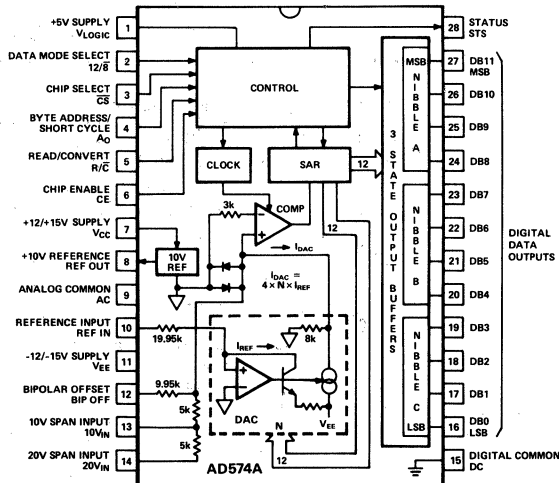 +5V SUPPLY
VLOGIC
1
DATA MODE SELECT
12/8̅
2
CHIP SELECT
C̅S̅
3
BYTE ADDRESS/
SHORT CYCLE
AO
4
READ/CONVERT
R/C̅
5
CHIP ENABLE
CE
6
+12/+15V SUPPLY
VCC
7
+10V REFERENCE
REF OUT
8
ANALOG COMMON
AC
9
REFERENCE INPUT
REF IN
10
-12/-15V SUPPLY
VEE
11
BIPOLAR OFFSET
BIP OFF
12
10V SPAN INPUT
10VIN
13
20V SPAN INPUT
20VIN
14
CONTROL
CLOCK
SAR
12
3k
COMP
−
+
IDAC
12
10V
REF
IDAC =
4 × N × IREF
19.95k
IREF
8k
+
−
DAC
VEE
N
9.95k
5k
5k
12
AD574A
3 STATE OUTPUT BUFFERS
MSB
NIBBLE A
NIBBLE B
NIBBLE C
LSB
28
STATUS
STS
27
DB11
MSB
26
DB10
25
DB9
24
DB8
23
DB7
22
DB6
21
DB5
20
DB4
19
DB3
18
DB2
17
DB1
16
DB0
LSB
15
DIGITAL COMMON
DC
DIGITAL
DATA
OUTPUTS